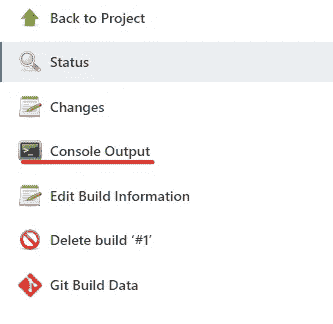 Back to Project
Status
Changes
Console Output
Edit Build Information
Delete build ‘#1’
Git Build Data